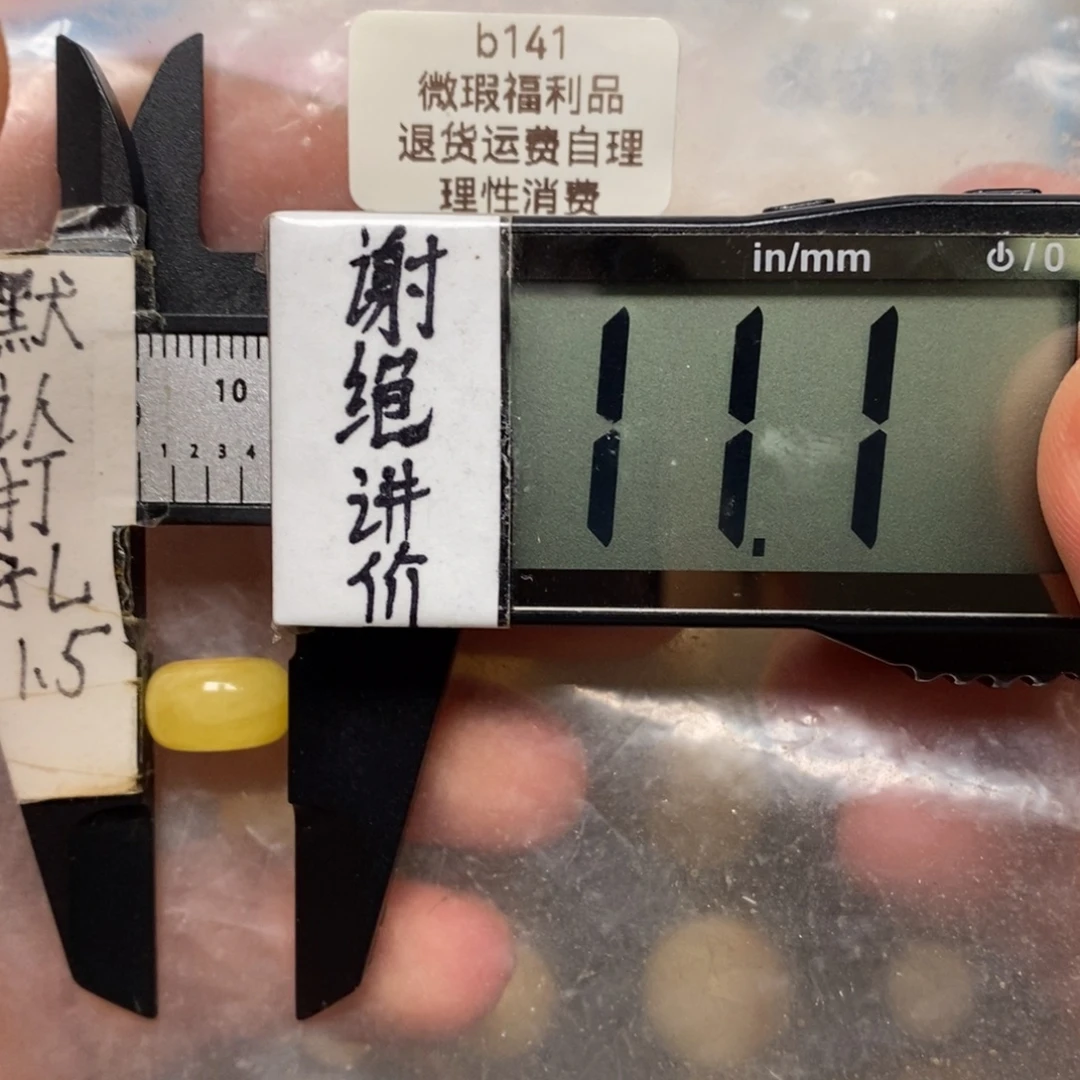 b141
微瑕福利品
退货运费自理
理性消费
in/mm
/ 0
谢
绝
讲
价
11.1
默
认
打
孔
1.5
10
1 2 3 4